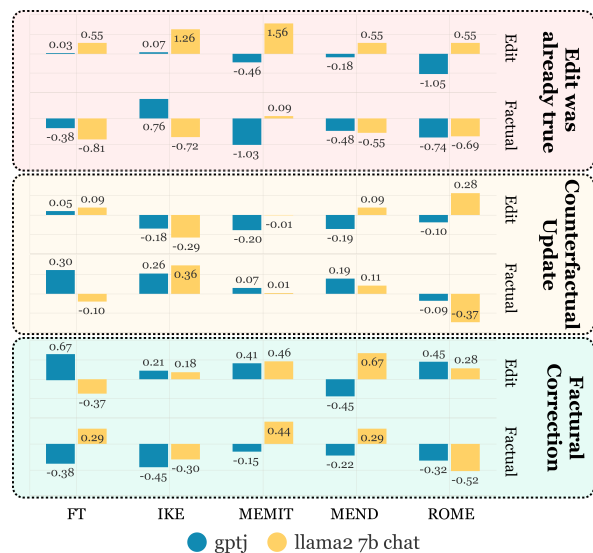 0.03 0.55 0.07 1.26 -0.46 1.56 -0.18 0.55 -1.05 0.55
Edit
-0.38 -0.81 0.76 -0.72 -1.03 0.09 -0.48 -0.55 -0.74 -0.69
Factual
Edit was
already true
0.05 0.09 -0.18 -0.29 -0.20 -0.01 -0.19 0.09 -0.10 0.28
Edit
0.30 -0.10 0.26 0.36 0.07 0.01 0.19 0.11 -0.09 -0.37
Factual
Counterfactual
Update
0.67 -0.37 0.21 0.18 0.41 0.46 -0.45 0.67 0.45 0.28
Edit
-0.38 0.29 -0.45 -0.30 -0.15 0.44 -0.22 0.29 -0.32 -0.52
Factual
Factural
Correction
FT IKE MEMIT MEND ROME
gptj llama2 7b chat